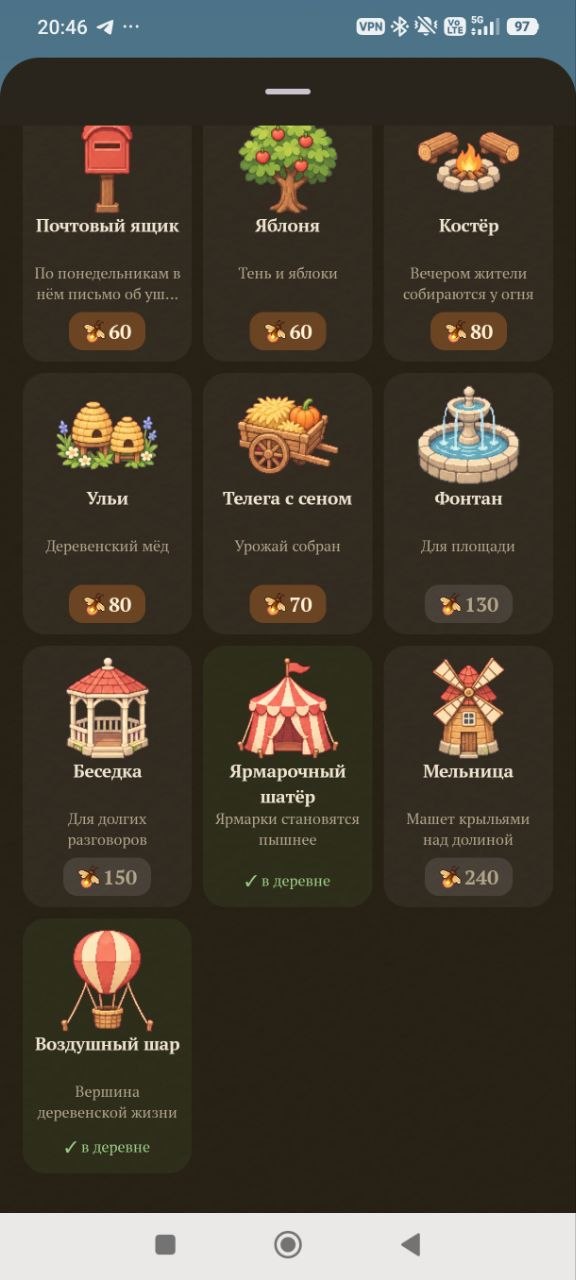 20:46 ... VPN Vo LTE 5G 97
Почтовый ящик
По понедельникам в
нём письмо об уш...
60
Яблоня
Тень и яблоки
60
Костёр
Вечером жители
собираются у огня
80
Ульи
Деревенский мёд
80
Телега с сеном
Урожай собран
70
Фонтан
Для площади
130
Беседка
Для долгих
разговоров
150
Ярмарочный
шатёр
Ярмарки становятся
пышнее
✓ в деревне
Мельница
Машет крыльями
над долиной
240
Воздушный шар
Вершина
деревенской жизни
✓ в деревне